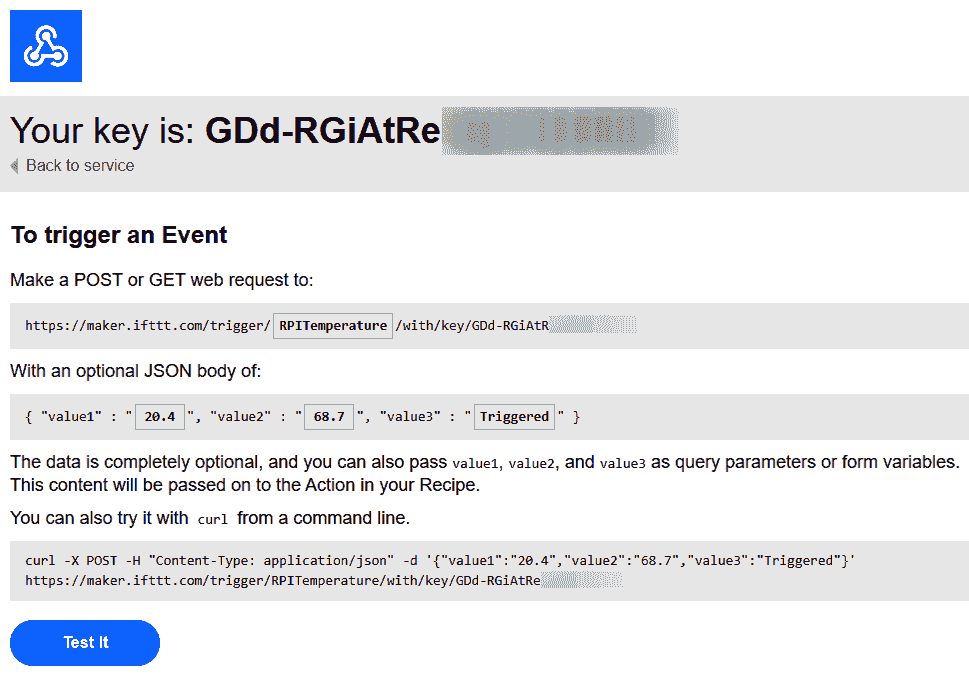 Your key is: GDd-RGiAtRe
Back to service
To trigger an Event
Make a POST or GET web request to:
https://maker.ifttt.com/trigger/ RPITemperature /with/key/GDd-RGiAtR
With an optional JSON body of:
{ "value1" : " 20.4 ", "value2" : " 68.7 ", "value3" : " Triggered " }
The data is completely optional, and you can also pass value1, value2, and value3 as query parameters or form variables.
This content will be passed on to the Action in your Recipe.
You can also try it with curl from a command line.
curl -X POST -H "Content-Type: application/json" -d '{"value1":"20.4","value2":"68.7","value3":"Triggered"}'
https://maker.ifttt.com/trigger/RPITemperature/with/key/GDd-RGiAtRe
Test It